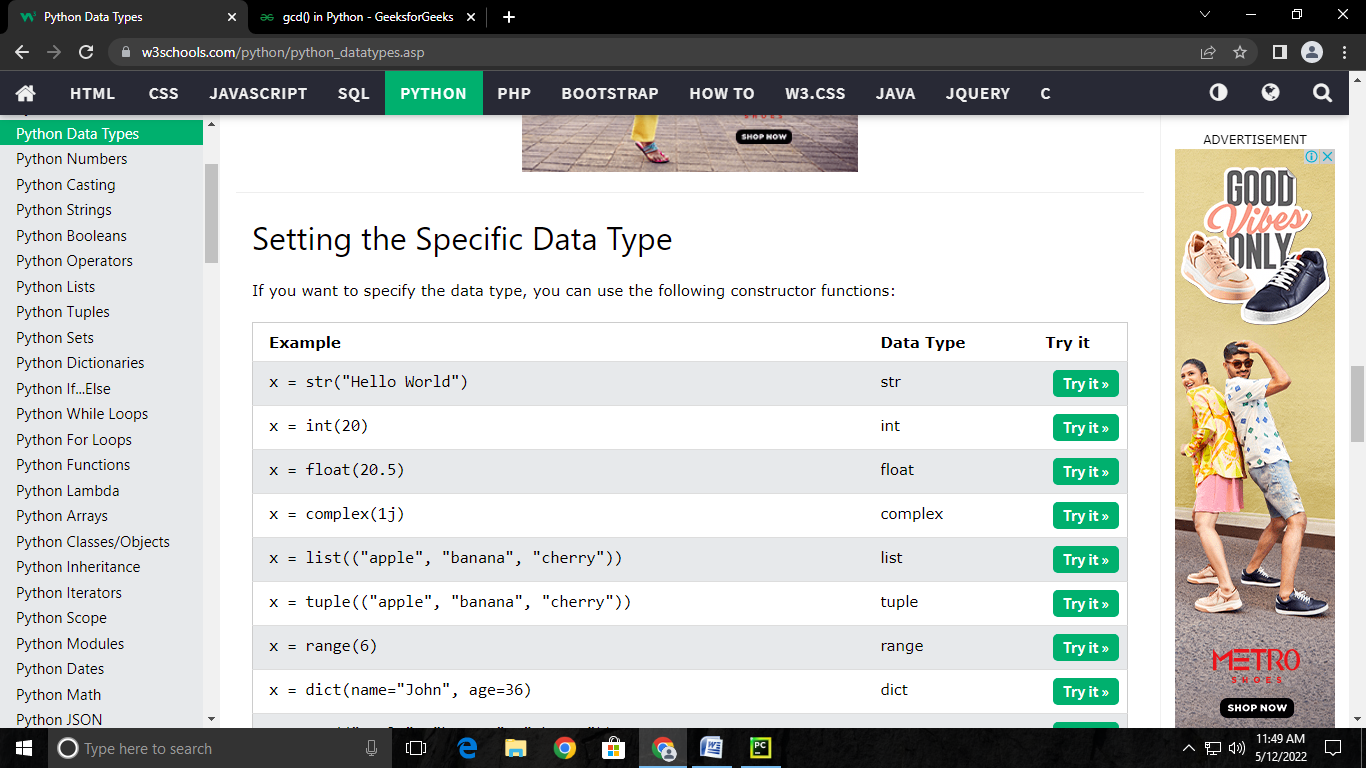 Python Data Types
gcd() in Python - GeeksforGeeks
w3schools.com/python/python_datatypes.asp
HTML CSS JAVASCRIPT SQL PYTHON PHP BOOTSTRAP HOW TO W3.CSS JAVA JQUERY C
Python Data Types
Python Numbers
Python Casting
Python Strings
Python Booleans
Python Operators
Python Lists
Python Tuples
Python Sets
Python Dictionaries
Python If...Else
Python While Loops
Python For Loops
Python Functions
Python Lambda
Python Arrays
Python Classes/Objects
Python Inheritance
Python Iterators
Python Scope
Python Modules
Python Dates
Python Math
Python JSON
SHOES
SHOP NOW
Setting the Specific Data Type
If you want to specify the data type, you can use the following constructor functions:
Example Data Type Try it
x = str("Hello World") str Try it »
x = int(20) int Try it »
x = float(20.5) float Try it »
x = complex(1j) complex Try it »
x = list(("apple", "banana", "cherry")) list Try it »
x = tuple(("apple", "banana", "cherry")) tuple Try it »
x = range(6) range Try it »
x = dict(name="John", age=36) dict Try it »
ADVERTISEMENT
GOOD
Vibes
ONLY
METRO
SHOES
SHOP NOW
Type here to search
PC
11:49 AM
5/12/2022